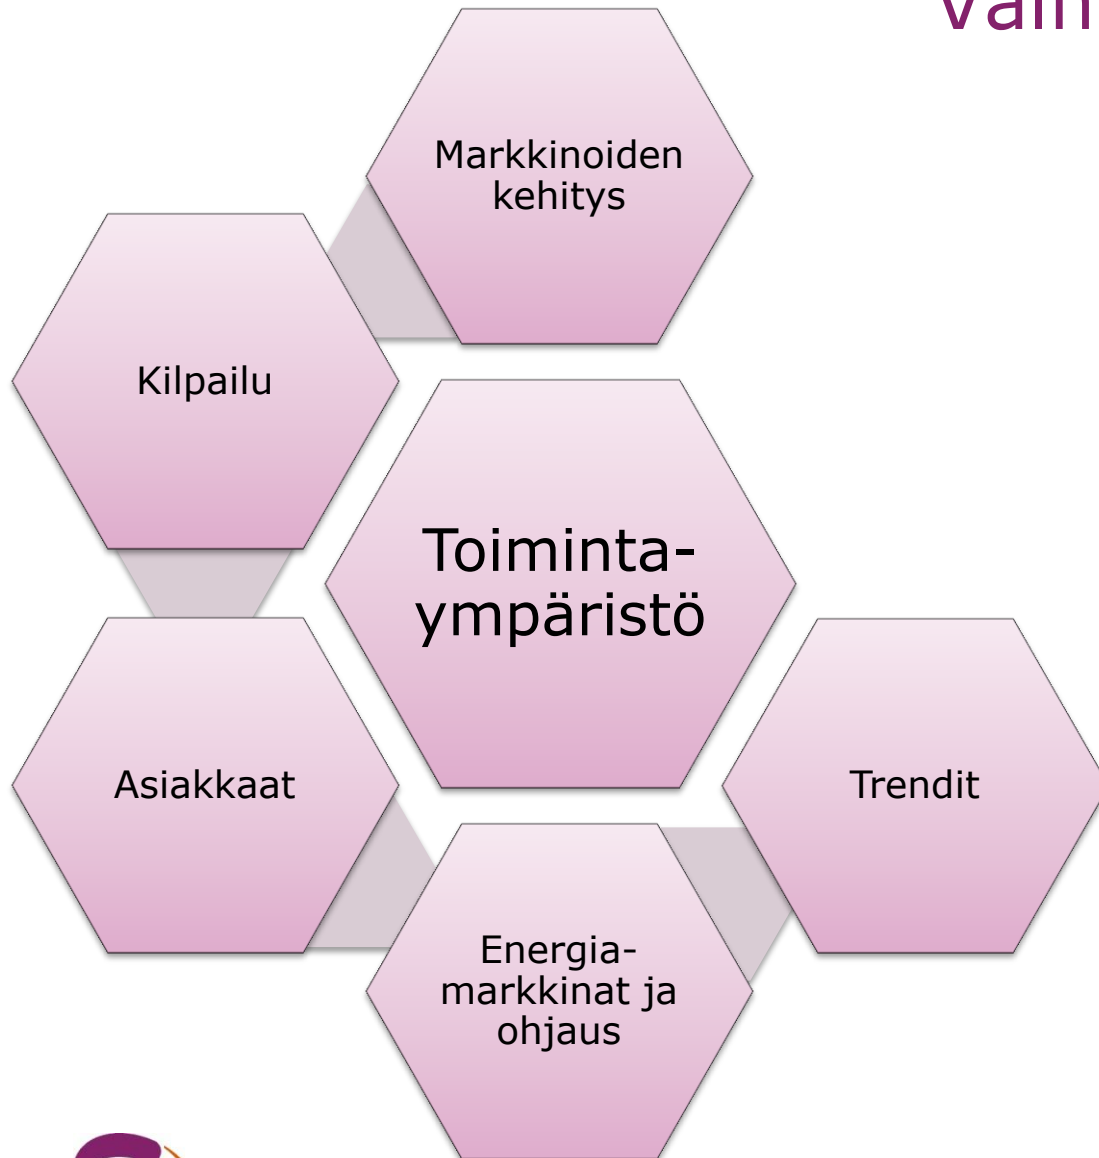 Markkinoiden
kehitys
Kilpailu
Toiminta-
ympäristö
Asiakkaat
Trendit
Energia-
markkinat ja
ohjaus